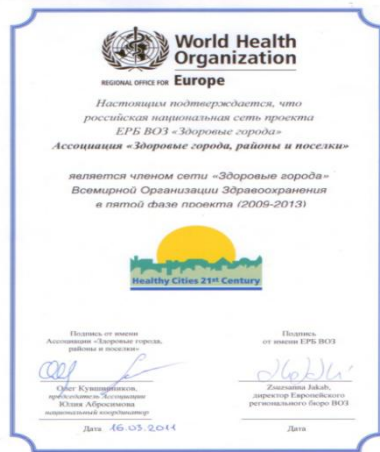 World Health
Organization
REGIONAL OFFICE FOR Europe
Настоящим подтверждается, что
российская национальная сеть проекта
ЕРБ ВОЗ «Здоровые города»
Ассоциация «Здоровые города, районы и поселки»
является членом сети «Здоровые города»
Всемирной Организации Здравоохранения
в пятой фазе проекта (2009-2013)
Healthy Cities 21st Century
Подпись от имени
Ассоциации «Здоровые города,
районы и поселки»
Олег Кувшинников,
председатель Ассоциации
Юлия Абросимова
национальный координатор
Дата 16.03.2011
Подпись
от имени ЕРБ ВОЗ
Zsuzsanna Jakab,
директор Европейского
регионального бюро ВОЗ
Дата